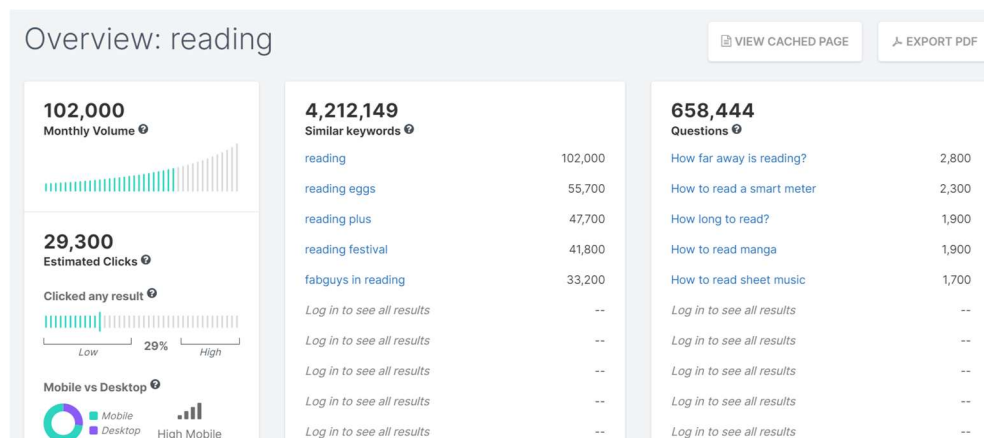 Overview: reading
VIEW CACHED PAGE
EXPORT PDF
102,000
Monthly Volume ?
29,300
Estimated Clicks ?
Clicked any result ?
Low 29% High
Mobile vs Desktop ?
Mobile
Desktop
High Mobile
4,212,149
Similar keywords ?
reading 102,000
reading eggs 55,700
reading plus 47,700
reading festival 41,800
fabguys in reading 33,200
Log in to see all results --
Log in to see all results --
Log in to see all results --
Log in to see all results --
Log in to see all results --
658,444
Questions ?
How far away is reading? 2,800
How to read a smart meter 2,300
How long to read? 1,900
How to read manga 1,900
How to read sheet music 1,700
Log in to see all results --
Log in to see all results --
Log in to see all results --
Log in to see all results --
Log in to see all results --